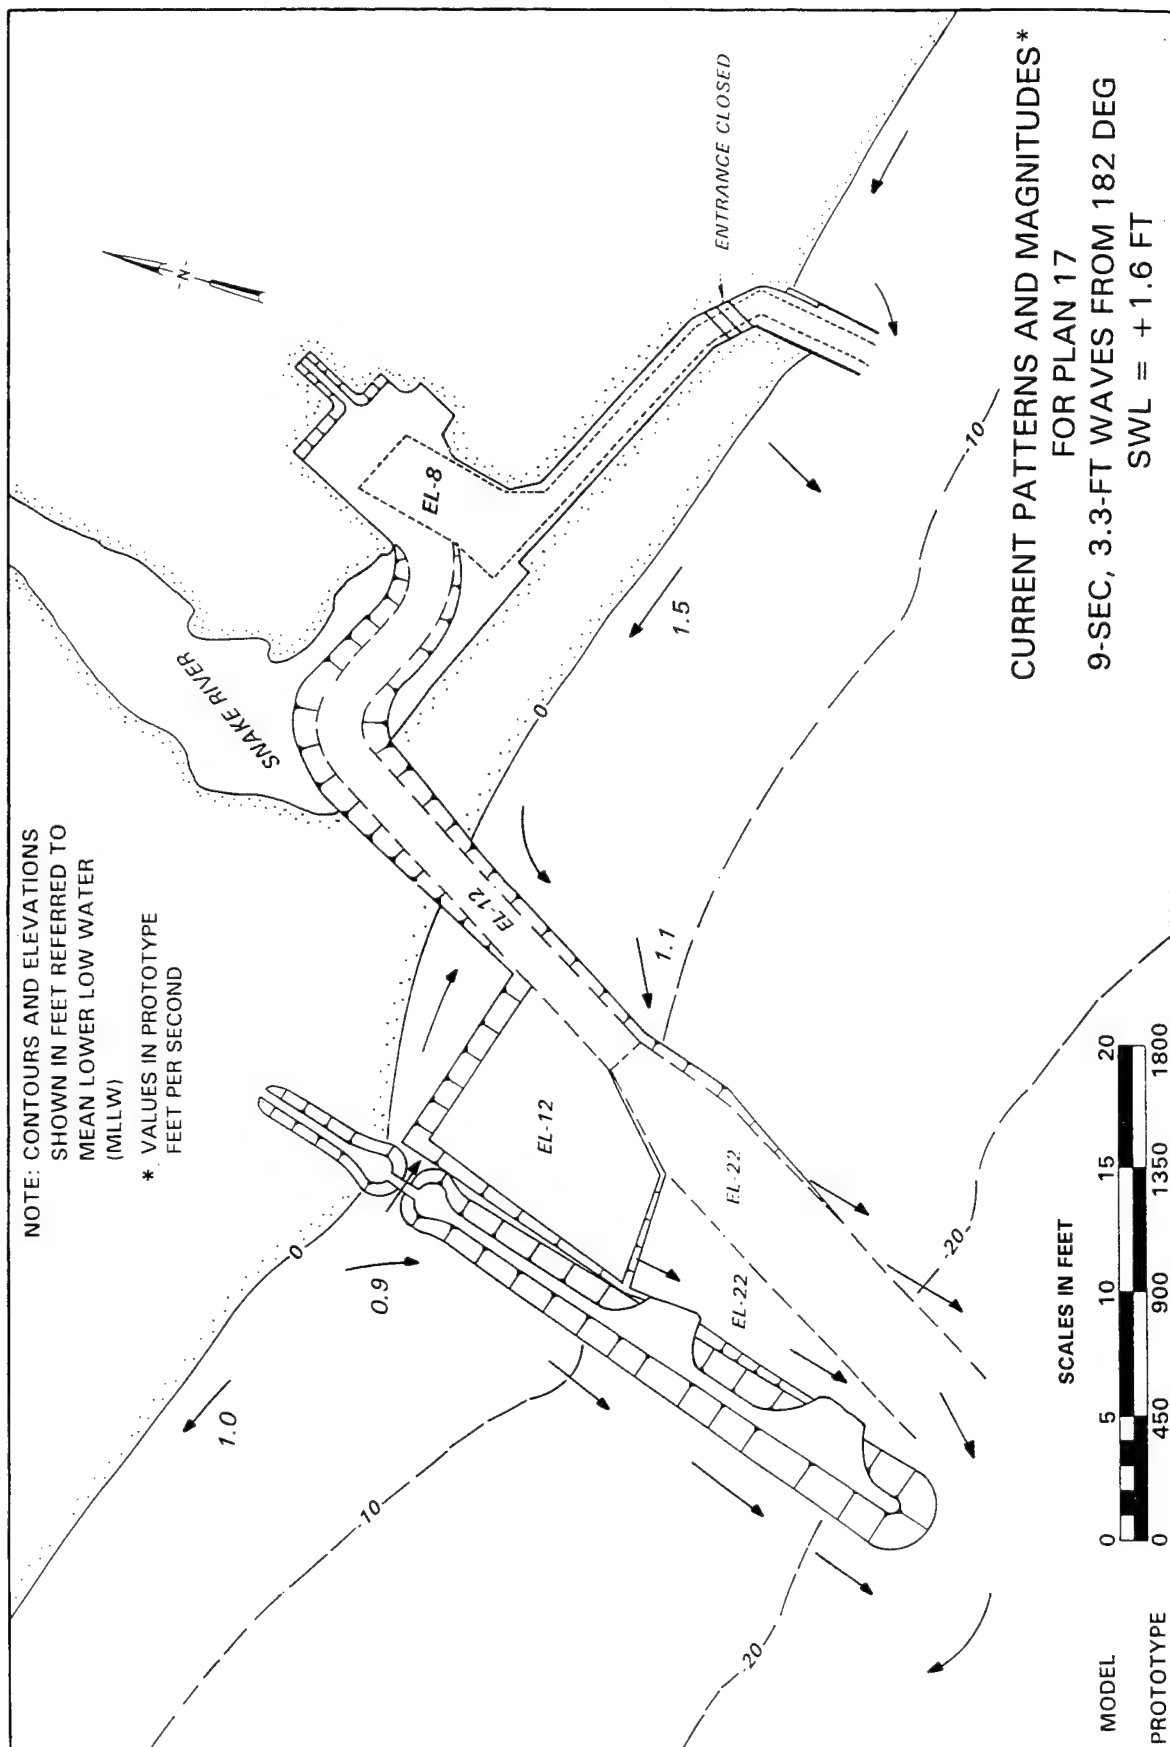 NOTE: CONTOURS AND ELEVATIONS
SHOWN IN FEET REFERRED TO
MEAN LOWER LOW WATER
(MLLW)
* VALUES IN PROTOTYPE
FEET PER SECOND
-N-
SNAKE RIVER
EL-8
ENTRANCE CLOSED
EL-12
EL-12
EL-22
EL-22
0
0
-10
-10
-20
-20
1.0
0.9
1.1
1.5
CURRENT PATTERNS AND MAGNITUDES*
FOR PLAN 17
9-SEC, 3.3-FT WAVES FROM 182 DEG
SWL = +1.6 FT
SCALES IN FEET
MODEL 0 5 10 15 20
PROTOTYPE 0 450 900 1350 1800